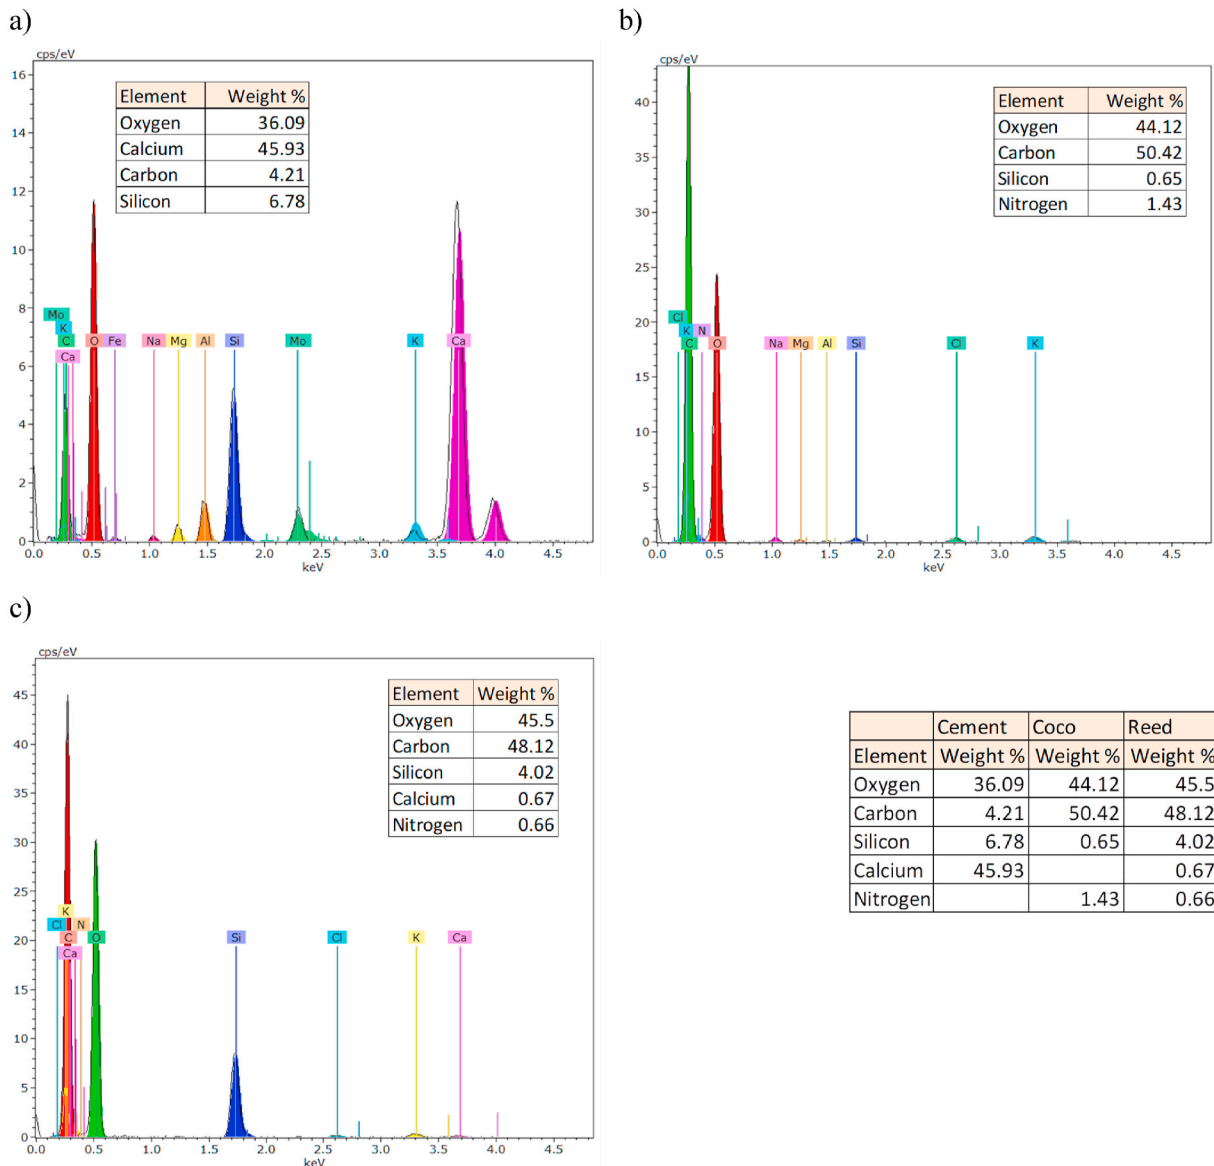 a)
cps/eV
Element Weight %
Oxygen 36.09
Calcium 45.93
Carbon 4.21
Silicon 6.78
16
14
12
10
8
6
4
2
0
Mo
K
C
Ca
O Fe Na Mg Al Si Mo K Ca
0.0 0.5 1.0 1.5 2.0 2.5 3.0 3.5 4.0 4.5
keV
b)
cps/eV
Element Weight %
Oxygen 44.12
Carbon 50.42
Silicon 0.65
Nitrogen 1.43
40
35
30
25
20
15
10
5
0
Cl
K N
C O Na Mg Al Si Cl K
0.0 0.5 1.0 1.5 2.0 2.5 3.0 3.5 4.0 4.5
keV
c)
cps/eV
Element Weight %
Oxygen 45.5
Carbon 48.12
Silicon 4.02
Calcium 0.67
Nitrogen 0.66
45
40
35
30
25
20
15
10
5
0
K
Cl N
C O Si Cl K Ca
Ca
0.0 0.5 1.0 1.5 2.0 2.5 3.0 3.5 4.0 4.5
keV
Cement Coco Reed
Element Weight % Weight % Weight %
Oxygen 36.09 44.12 45.5
Carbon 4.21 50.42 48.12
Silicon 6.78 0.65 4.02
Calcium 45.93 0.67
Nitrogen 1.43 0.66